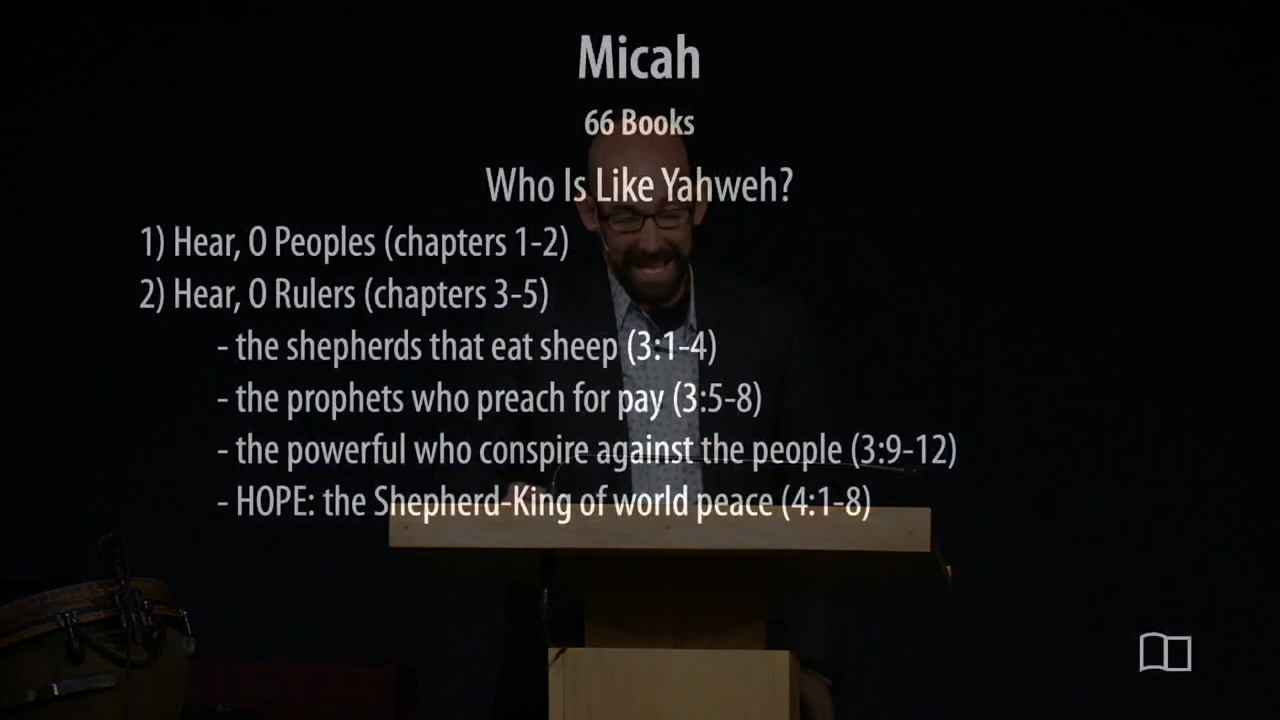 Micah
66 Books
Who Is Like Yahweh?
1) Hear, O Peoples (chapters 1-2)
2) Hear, O Rulers (chapters 3-5)
- the shepherds that eat sheep (3:1-4)
- the prophets who preach for pay (3:5-8)
- the powerful who conspire against the people (3:9-12)
- HOPE: the Shepherd-King of world peace (4:1-8)